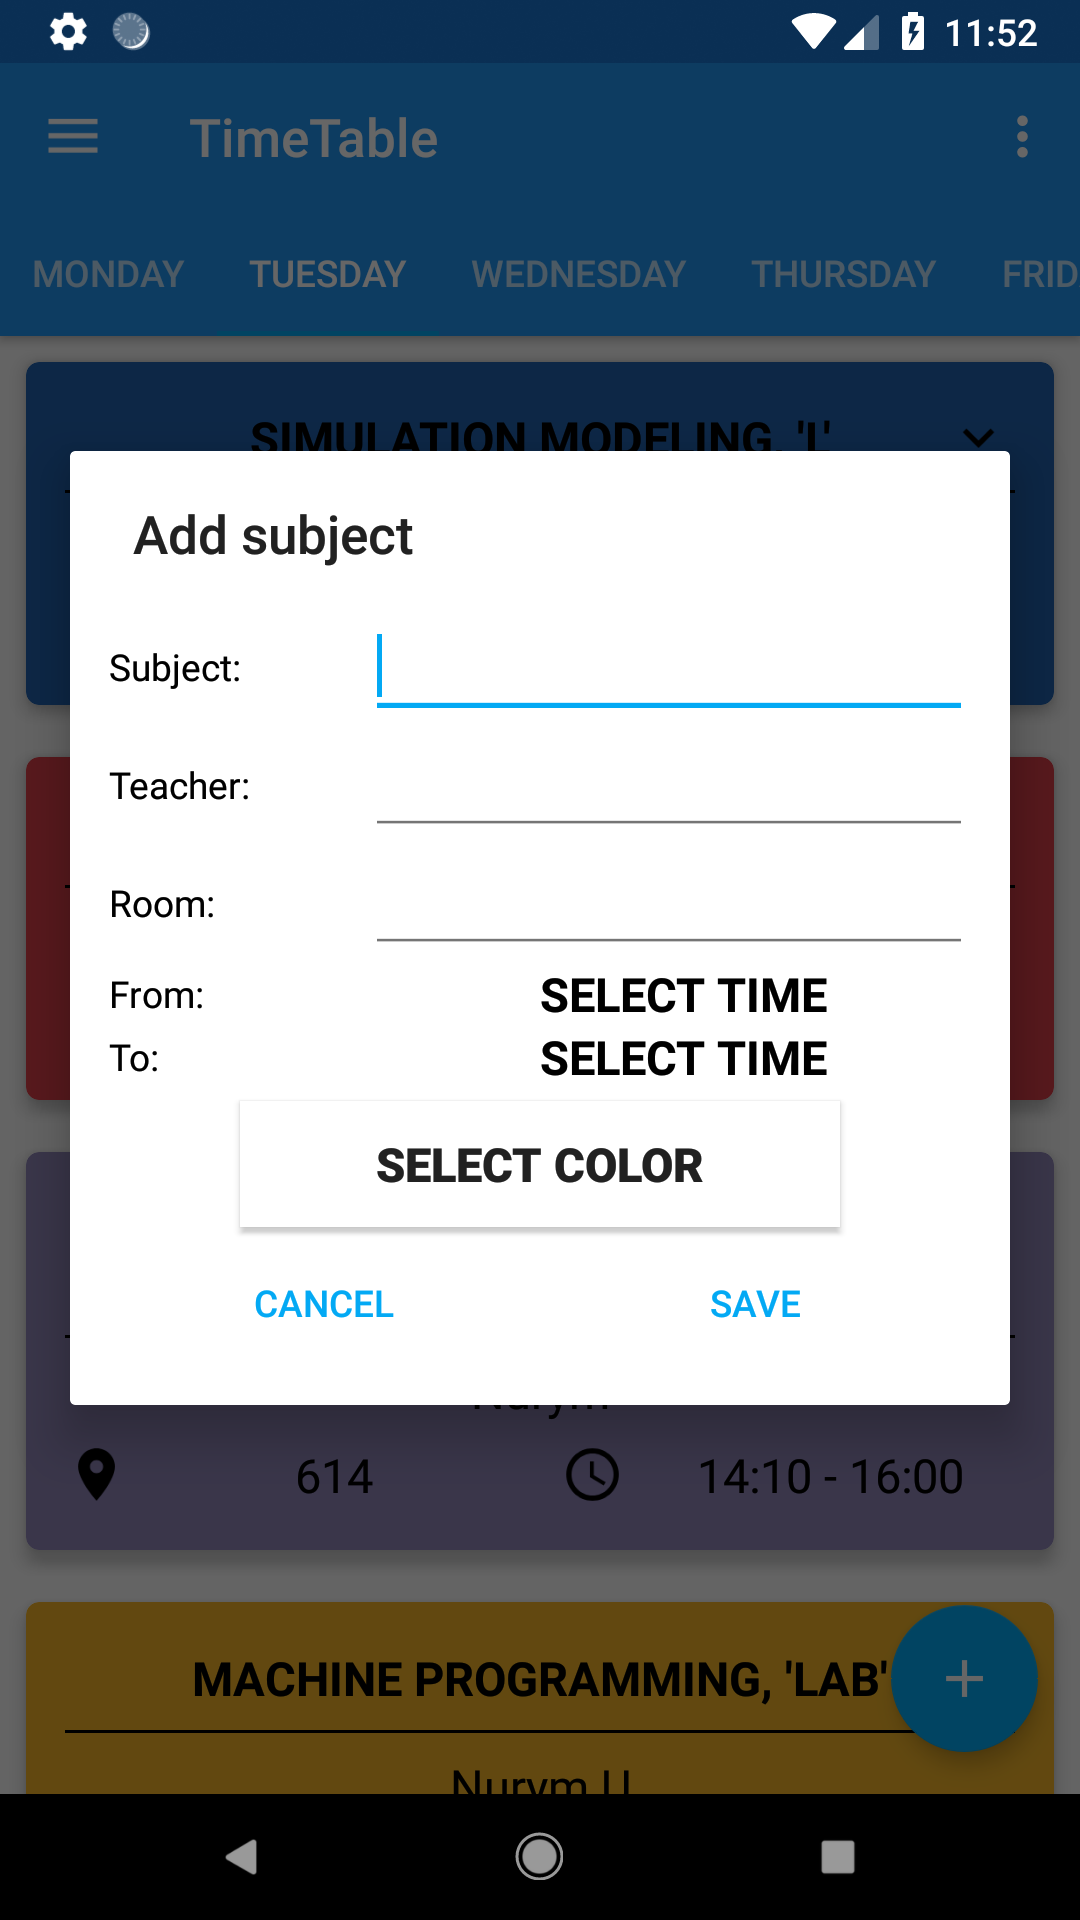 11:52
TimeTable
MONDAY TUESDAY WEDNESDAY THURSDAY FRID
SIMULATION MODELING, 'L'
Add subject
Subject:
Teacher:
Room:
From: SELECT TIME
To: SELECT TIME
SELECT COLOR
CANCEL SAVE
Nurym
614 14:10 - 16:00
MACHINE PROGRAMMING, 'LAB'
Nurym U